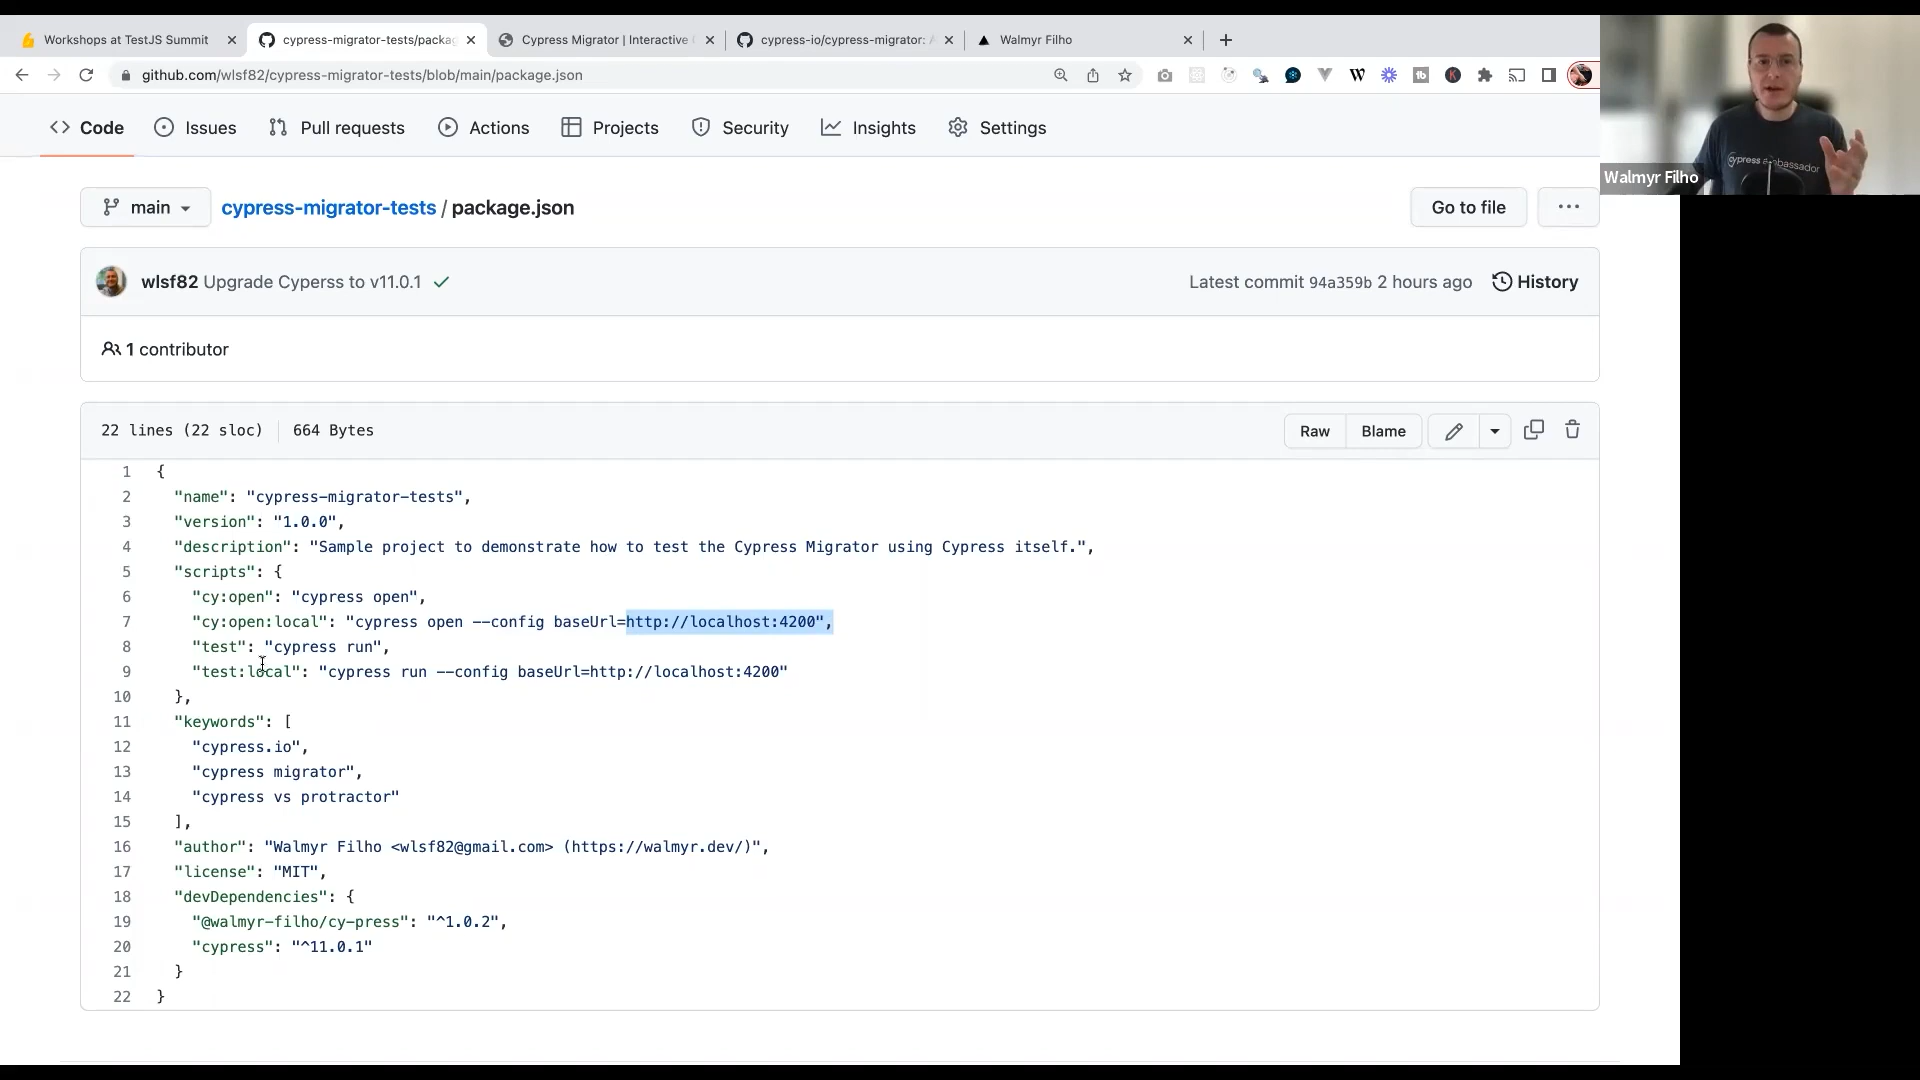 Workshops at TestJS Summit
cypress-migrator-tests/packag
Cypress Migrator | Interactive
cypress-io/cypress-migrator: A
Walmyr Filho
github.com/wlsf82/cypress-migrator-tests/blob/main/package.json
Code
Issues
Pull requests
Actions
Projects
Security
Insights
Settings
cypress ambassador
Walmyr Filho
main
cypress-migrator-tests / package.json
Go to file
wlsf82 Upgrade Cyperss to v11.0.1
Latest commit 94a359b 2 hours ago
History
1 contributor
22 lines (22 sloc)
664 Bytes
Raw
Blame
1 {
2 "name": "cypress-migrator-tests",
3 "version": "1.0.0",
4 "description": "Sample project to demonstrate how to test the Cypress Migrator using Cypress itself.",
5 "scripts": {
6 "cy:open": "cypress open",
7 "cy:open:local": "cypress open --config baseUrl=http://localhost:4200",
8 "test": "cypress run",
9 "test:local": "cypress run --config baseUrl=http://localhost:4200"
10 },
11 "keywords": [
12 "cypress.io",
13 "cypress migrator",
14 "cypress vs protractor"
15 ],
16 "author": "Walmyr Filho <wlsf82@gmail.com> (https://walmyr.dev/)",
17 "license": "MIT",
18 "devDependencies": {
19 "@walmyr-filho/cy-press": "^1.0.2",
20 "cypress": "^11.0.1"
21 }
22 }